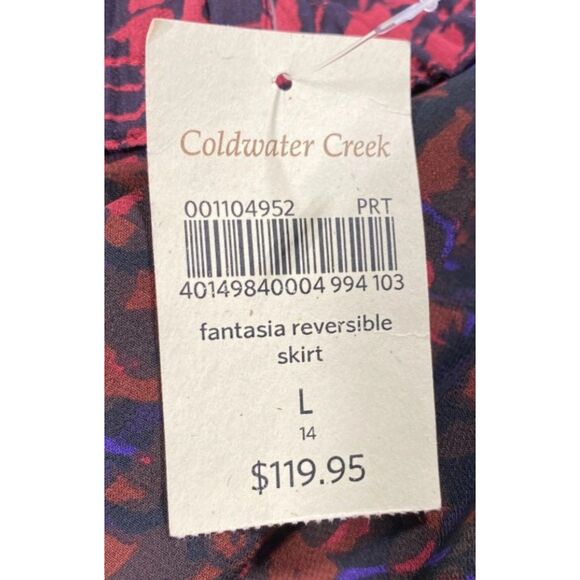 Coldwater Creek
001104952 PRT
40149840004 994 103
fantasia reversible
skirt
L
14
$119.95